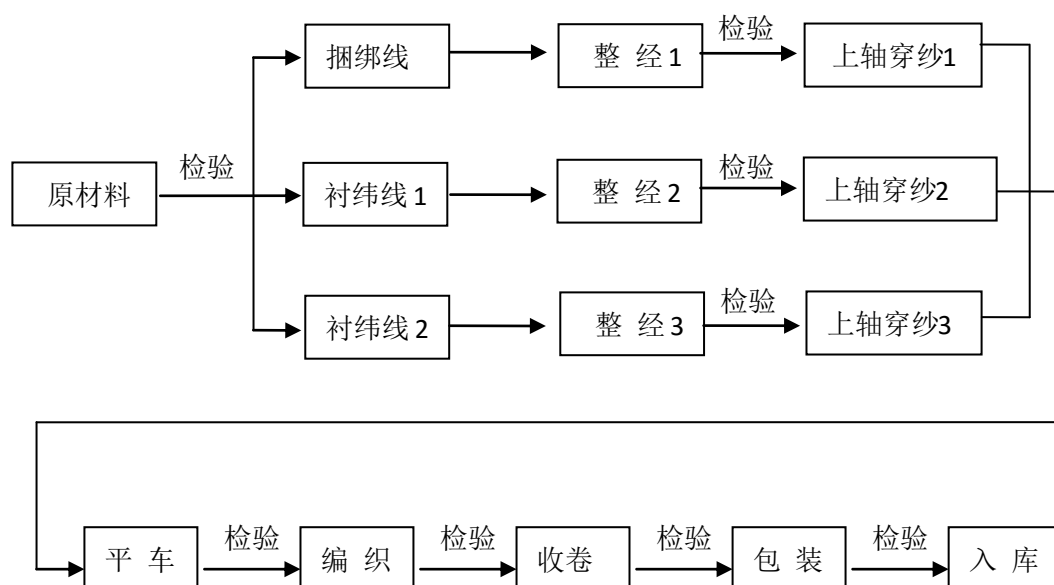 检验
捆绑线
整 经 1
上轴穿纱1
原材料
检验
衬纬线 1
整 经 2
检验
上轴穿纱2
衬纬线 2
整 经 3
检验
上轴穿纱3
平 车
检验
编 织
检验
收卷
检验
包 装
检验
入 库